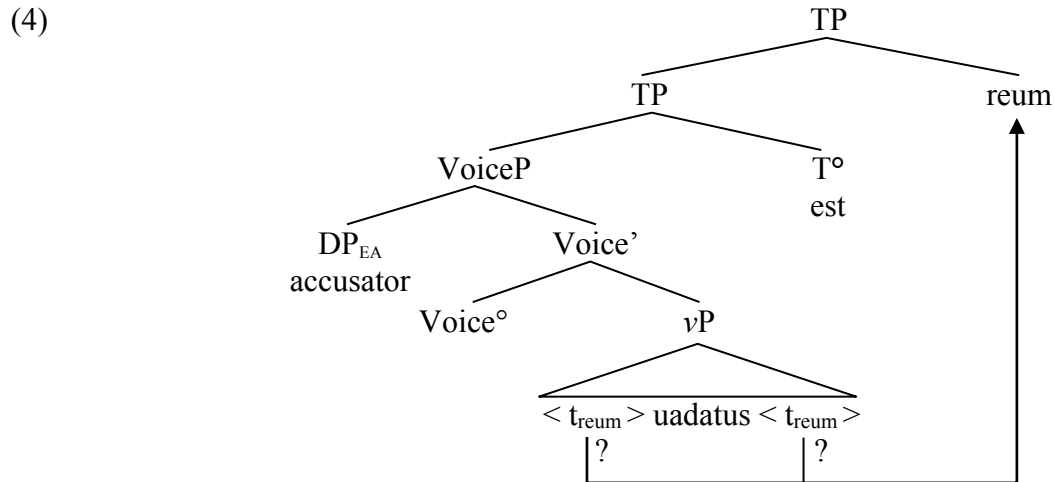 (4)
TP
TP reum
VoiceP T°
est
DPEA Voice’
accusator
Voice° vP
< treum > uadatus < treum >
? ?